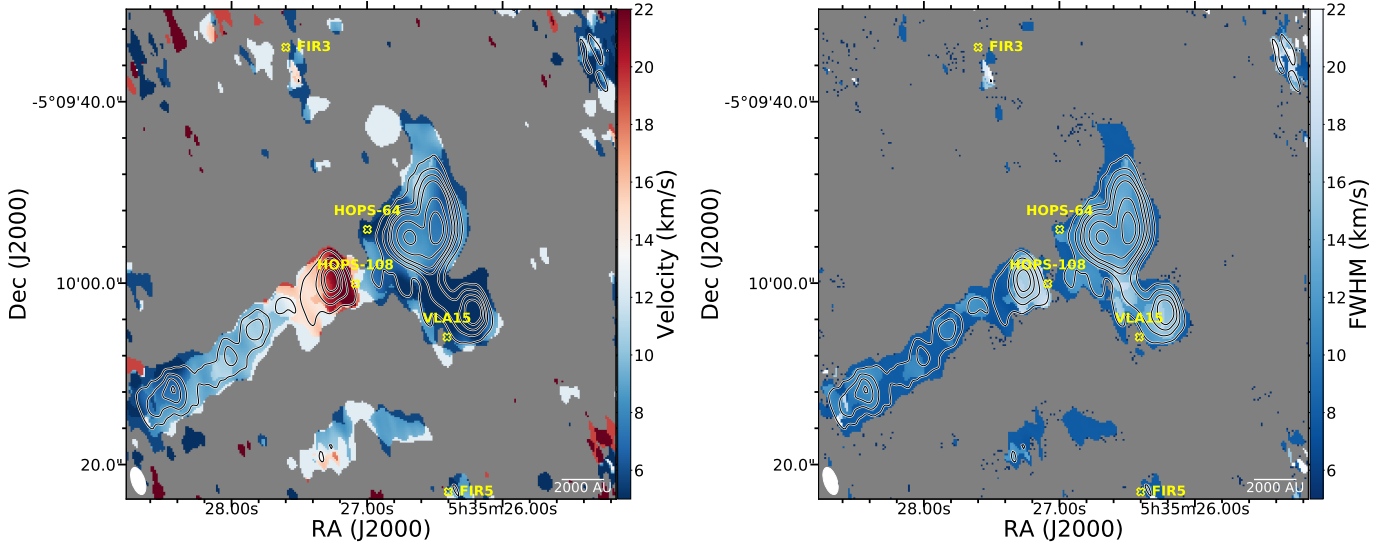 FIR3
-5°09'40.0"
HOPS-64
HOPS-108
10'00.0"
VLA15
20.0"
FIR5
2000 AU
28.00s
27.00s
5h35m26.00s
RA (J2000)
Dec (J2000)
22
20
18
16
14
12
10
8
6
Velocity (km/s)
FIR3
-5°09'40.0"
HOPS-64
HOPS-108
10'00.0"
VLA15
20.0"
FIR5
2000 AU
28.00s
27.00s
5h35m26.00s
RA (J2000)
Dec (J2000)
22
20
18
16
14
12
10
8
6
FWHM (km/s)